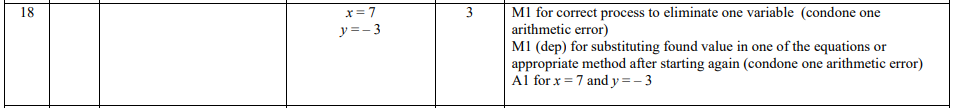 18 x = 7 3 M1 for correct process to eliminate one variable (condone one
y = – 3 arithmetic error)
M1 (dep) for substituting found value in one of the equations or
appropriate method after starting again (condone one arithmetic error)
A1 for x = 7 and y = – 3